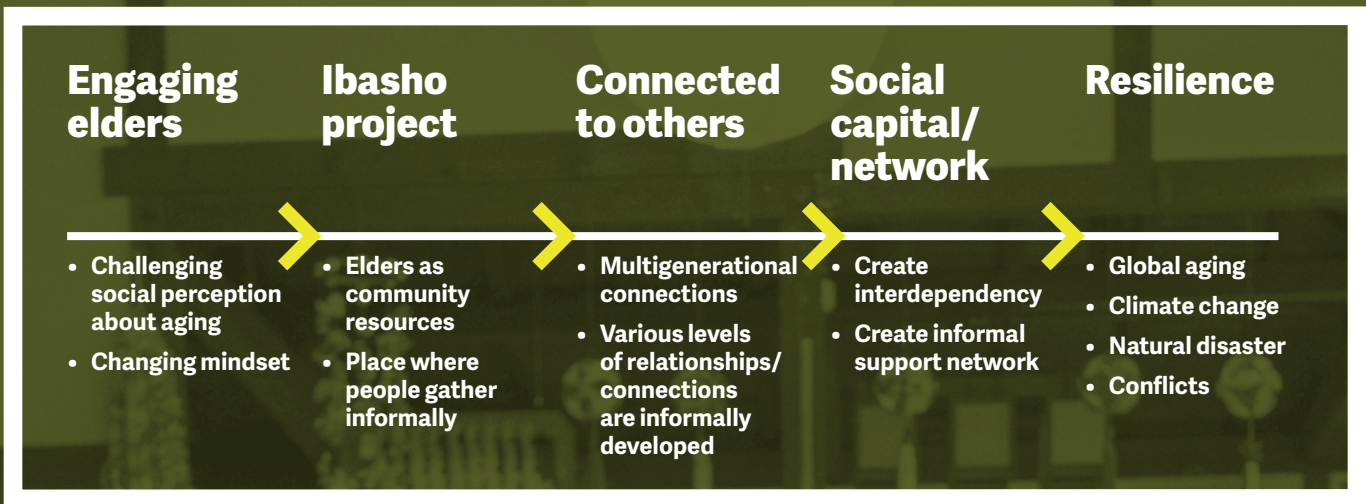 Engaging
elders
• Challenging
social perception
about aging
• Changing mindset
Ibasho
project
• Elders as
community
resources
• Place where
people gather
informally
Connected
to others
• Multigenerational
connections
• Various levels
of relationships/
connections
are informally
developed
Social
capital/
network
• Create
interdependency
• Create informal
support network
Resilience
• Global aging
• Climate change
• Natural disaster
• Conflicts